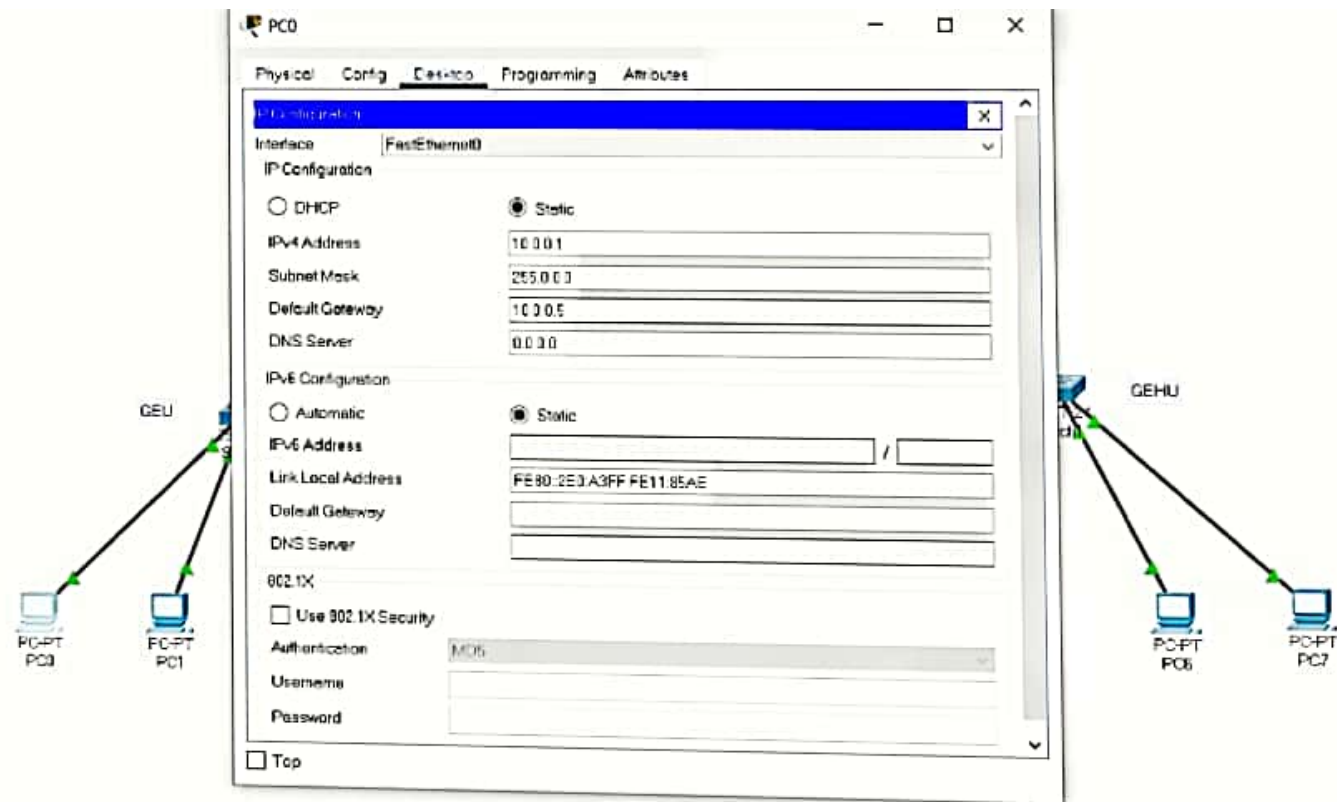 PC0
Physical Config Desktop Programming Attributes
IP Configuration X
Interface FastEthernet0
IP Configuration
DHCP Static
IPv4 Address 10.0.0.1
Subnet Mask 255.0.0.0
Default Gateway 10.0.0.5
DNS Server 0.0.0.0
IPv6 Configuration
Automatic Static
IPv6 Address /
Link Local Address FE80::2E0:A3FF:FE11:85AE
Default Gateway
DNS Server
802.1X
Use 802.1X Security
Authentication MD5
Username
Password
Top
GEU
GEHU
PC-PT
PC0
PC-PT
PC1
PC-PT
PC6
PC-PT
PC7